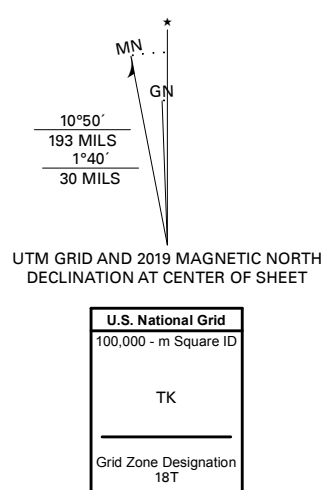 MN
GN
10°50´
193 MILS
1°40´
30 MILS
UTM GRID AND 2019 MAGNETIC NORTH
DECLINATION AT CENTER OF SHEET
U.S. National Grid
100,000 - m Square ID
TK
Grid Zone Designation
18T